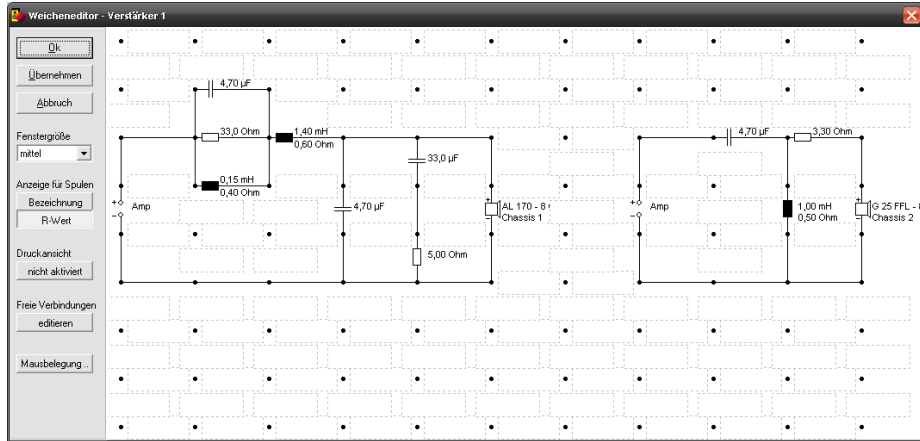 Weicheneditor - Verstärker 1
Ok
Übernehmen
Abbruch
Fenstergröße
mittel
Anzeige für Spulen
Bezeichnung
R-Wert
Druckansicht
nicht aktiviert
Freie Verbindungen
editieren
Mausbelegung ..
4,70 µF
33,0 Ohm
1,40 mH
0,60 Ohm
0,15 mH
0,40 Ohm
+
Amp
-
4,70 µF
33,0 µF
5,00 Ohm
+
AL 170 - 8
Chassis 1
-
4,70 µF
3,30 Ohm
+
Amp
-
1,00 mH
0,50 Ohm
+
G 25 FFL - 8
Chassis 2
-